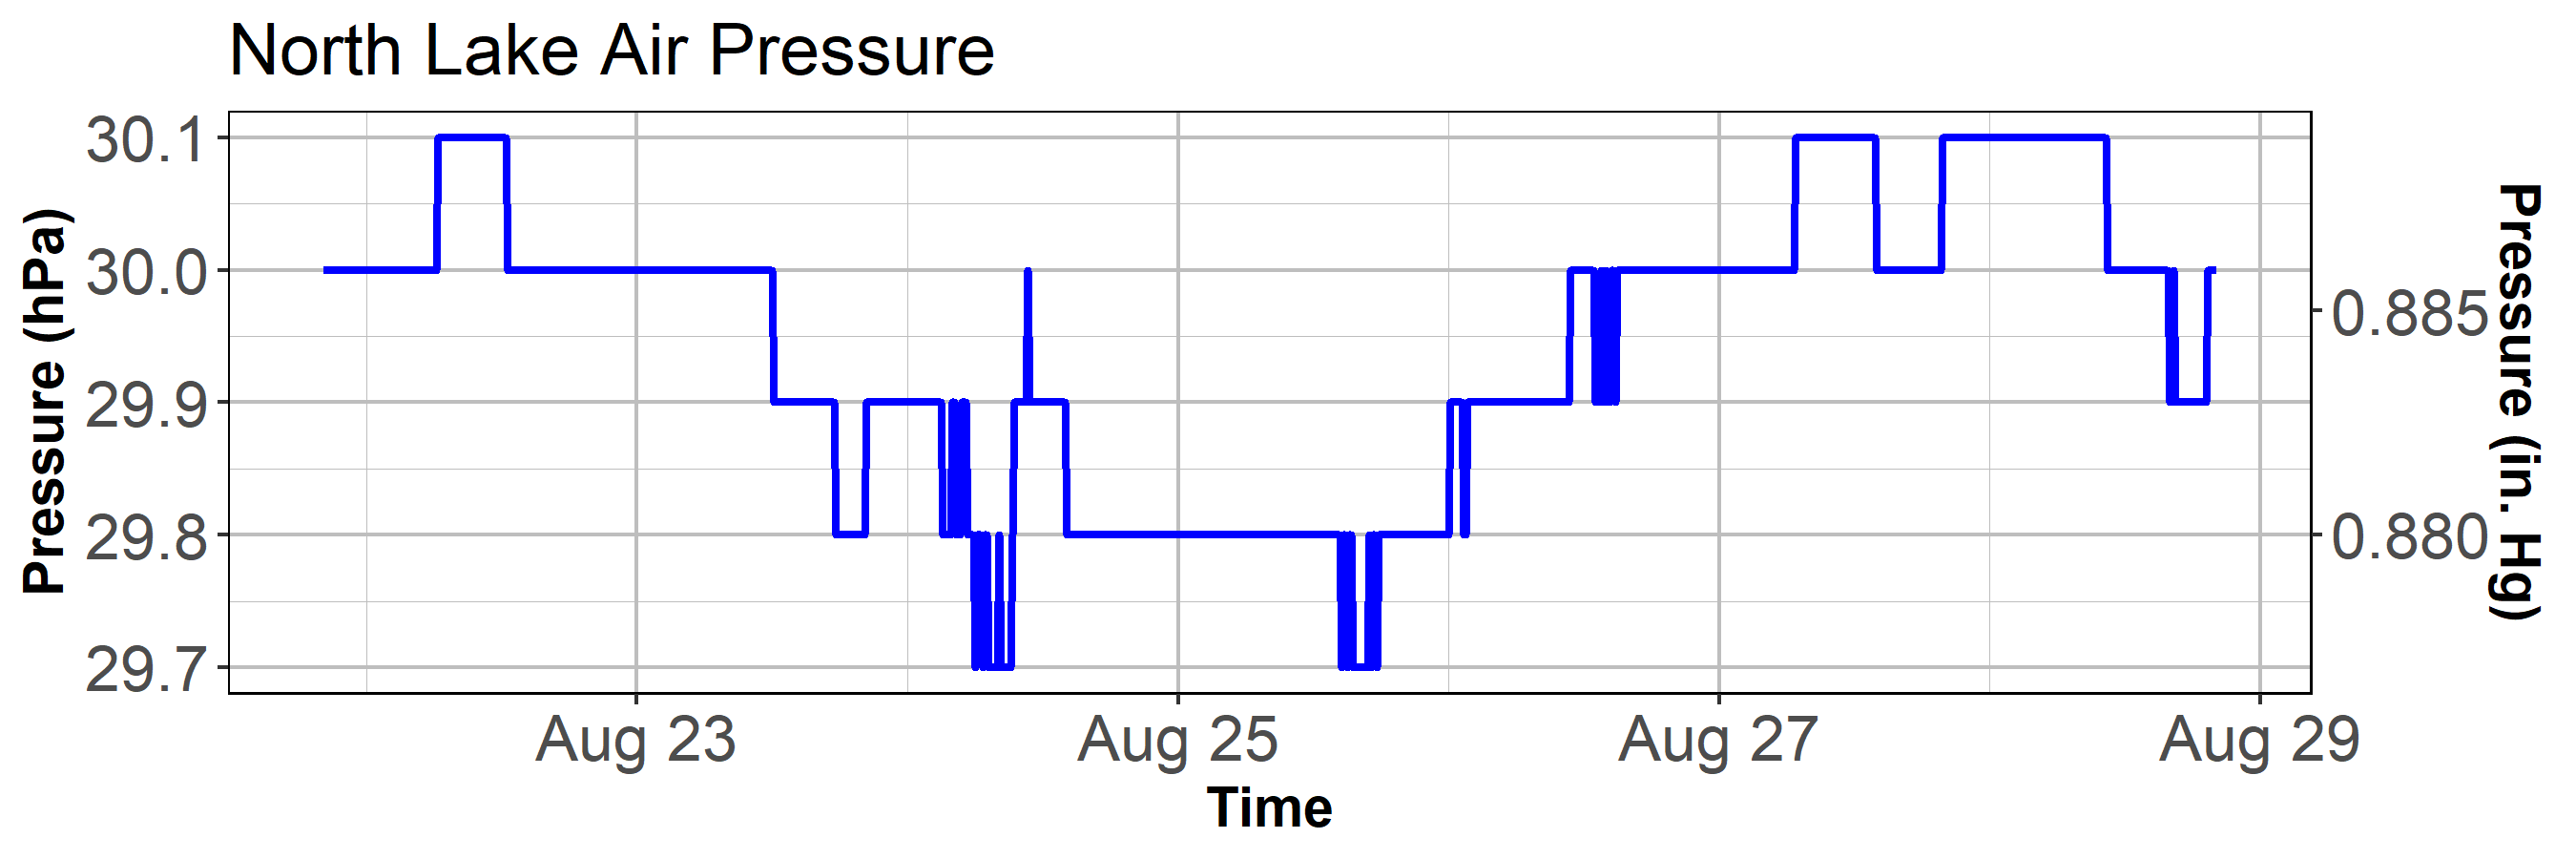 North Lake Air Pressure
30.1
30.0
29.9
29.8
29.7
Pressure (hPa)
0.885
0.880
Pressure (in. Hg)
Aug 23
Aug 25
Aug 27
Aug 29
Time